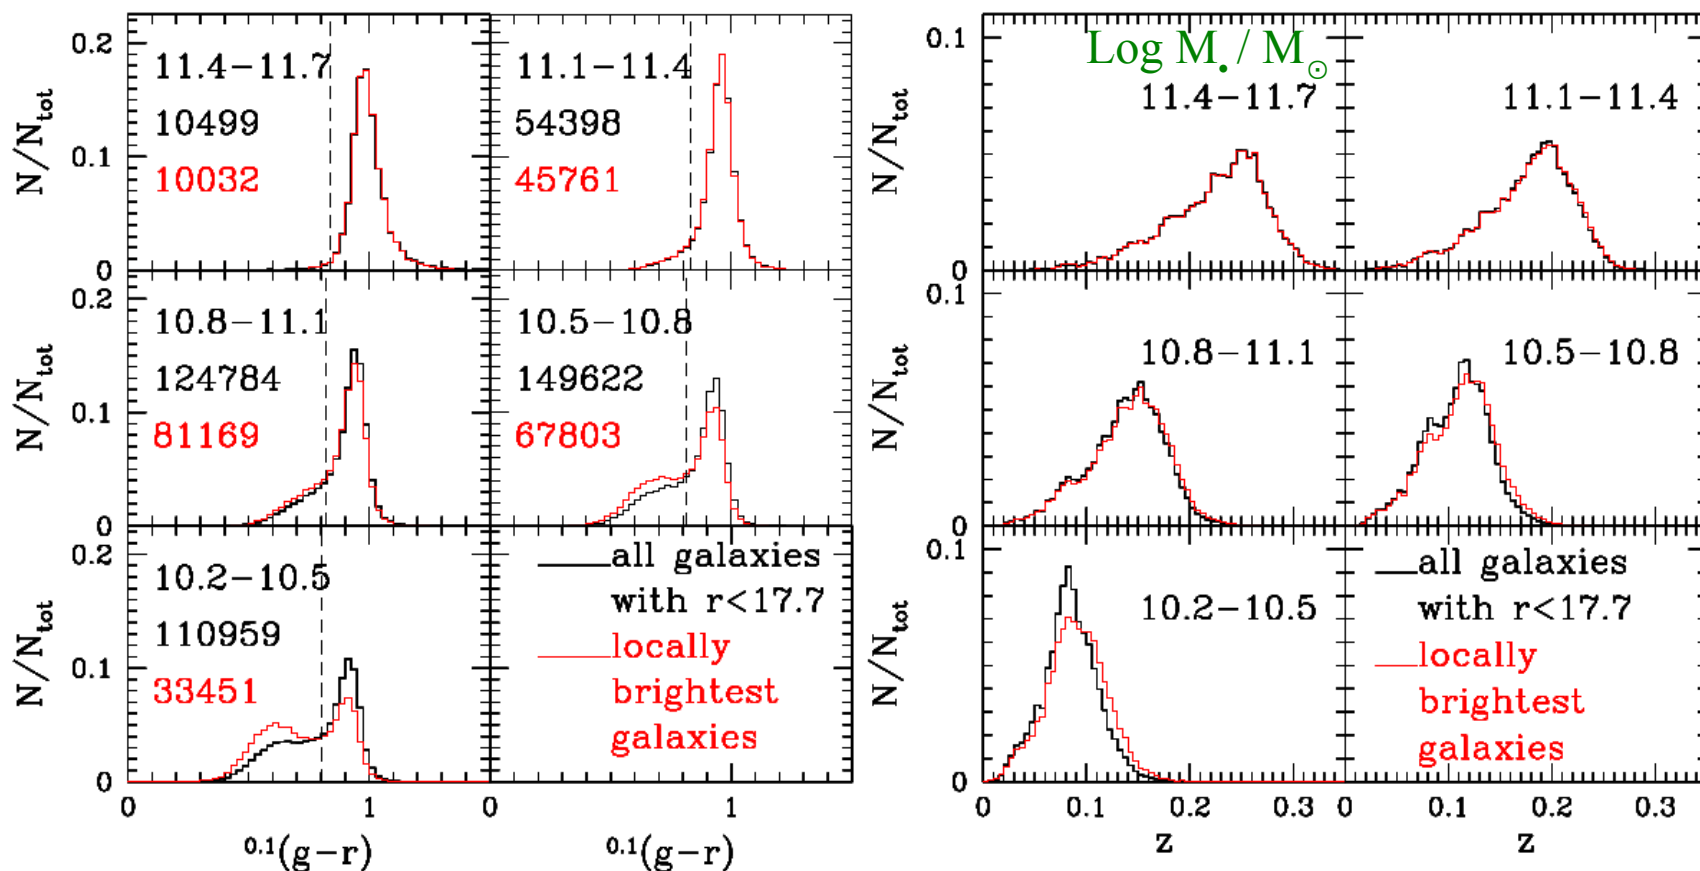 0.2
11.4−11.7
10499
10032
0.1
0
N/Ntot
11.1−11.4
54398
45761
0.2
10.8−11.1
124784
81169
0.1
0
N/Ntot
10.5−10.8
149622
67803
0.2
10.2−10.5
110959
33451
0.1
0
N/Ntot
all galaxies
with r<17.7
locally
brightest
galaxies
0 1
0 1
0.1(g−r)
0.1(g−r)
0.1
Log M•/ M⊙
11.4−11.7
0
N/Ntot
11.1−11.4
0.1
10.8−11.1
0
N/Ntot
10.5−10.8
0.1
10.2−10.5
0
N/Ntot
all galaxies
with r<17.7
locally
brightest
galaxies
0 0.1 0.2 0.3
0.1 0.2 0.3
z
z